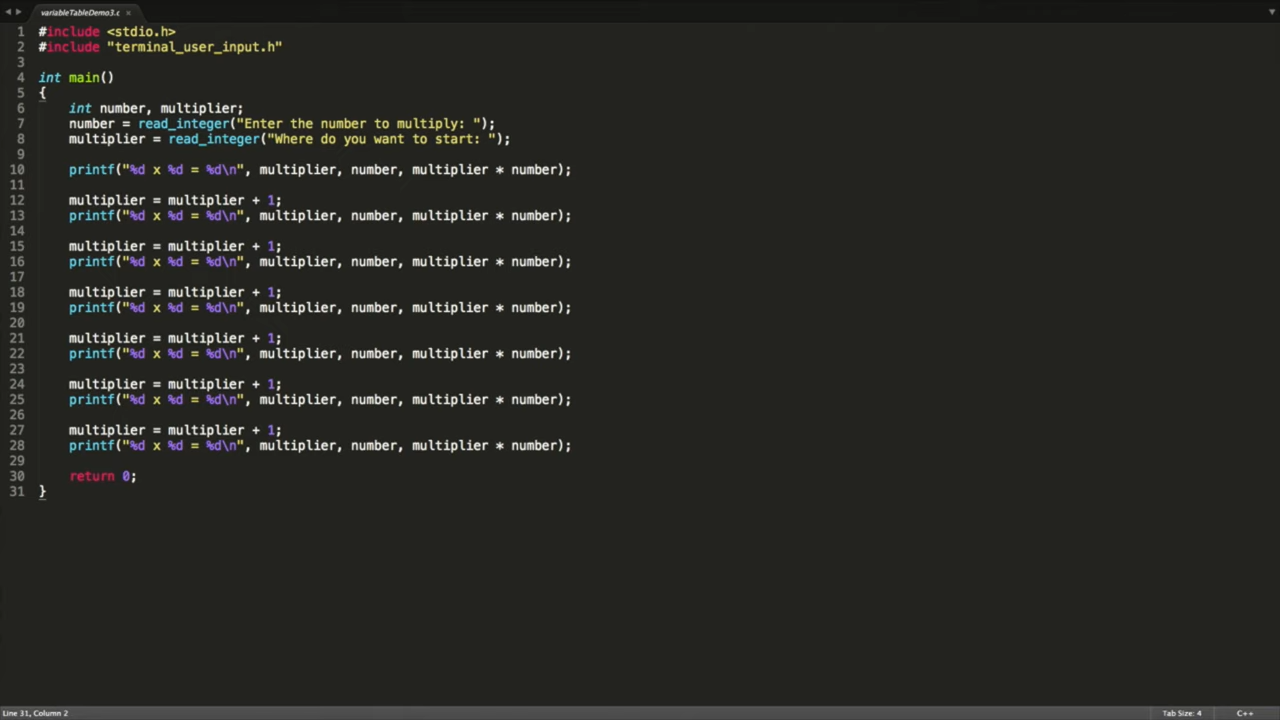 variableTableDemo3.c ×
1 #include <stdio.h>
2 #include "terminal_user_input.h"
3
4 int main()
5 {
6     int number, multiplier;
7     number = read_integer("Enter the number to multiply: ");
8     multiplier = read_integer("Where do you want to start: ");
9
10     printf("%d x %d = %d\n", multiplier, number, multiplier * number);
11
12     multiplier = multiplier + 1;
13     printf("%d x %d = %d\n", multiplier, number, multiplier * number);
14
15     multiplier = multiplier + 1;
16     printf("%d x %d = %d\n", multiplier, number, multiplier * number);
17
18     multiplier = multiplier + 1;
19     printf("%d x %d = %d\n", multiplier, number, multiplier * number);
20
21     multiplier = multiplier + 1;
22     printf("%d x %d = %d\n", multiplier, number, multiplier * number);
23
24     multiplier = multiplier + 1;
25     printf("%d x %d = %d\n", multiplier, number, multiplier * number);
26
27     multiplier = multiplier + 1;
28     printf("%d x %d = %d\n", multiplier, number, multiplier * number);
29
30     return 0;
31 }
Line 31, Column 2 Tab Size: 4 C++